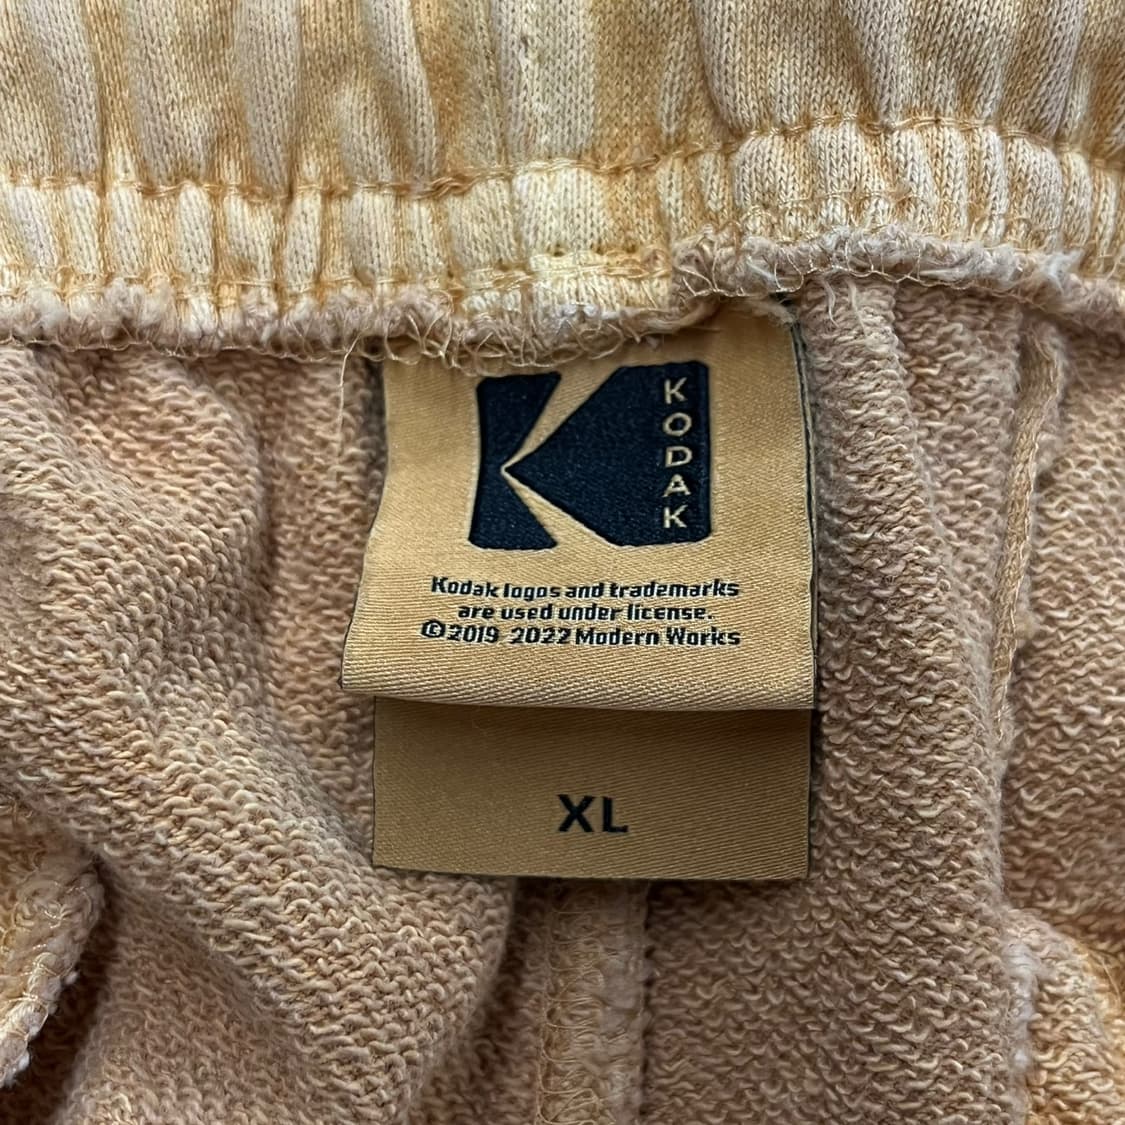 KODAK
Kodak logos and trademarks
are used under license.
©2019 2022 Modern Works
XL